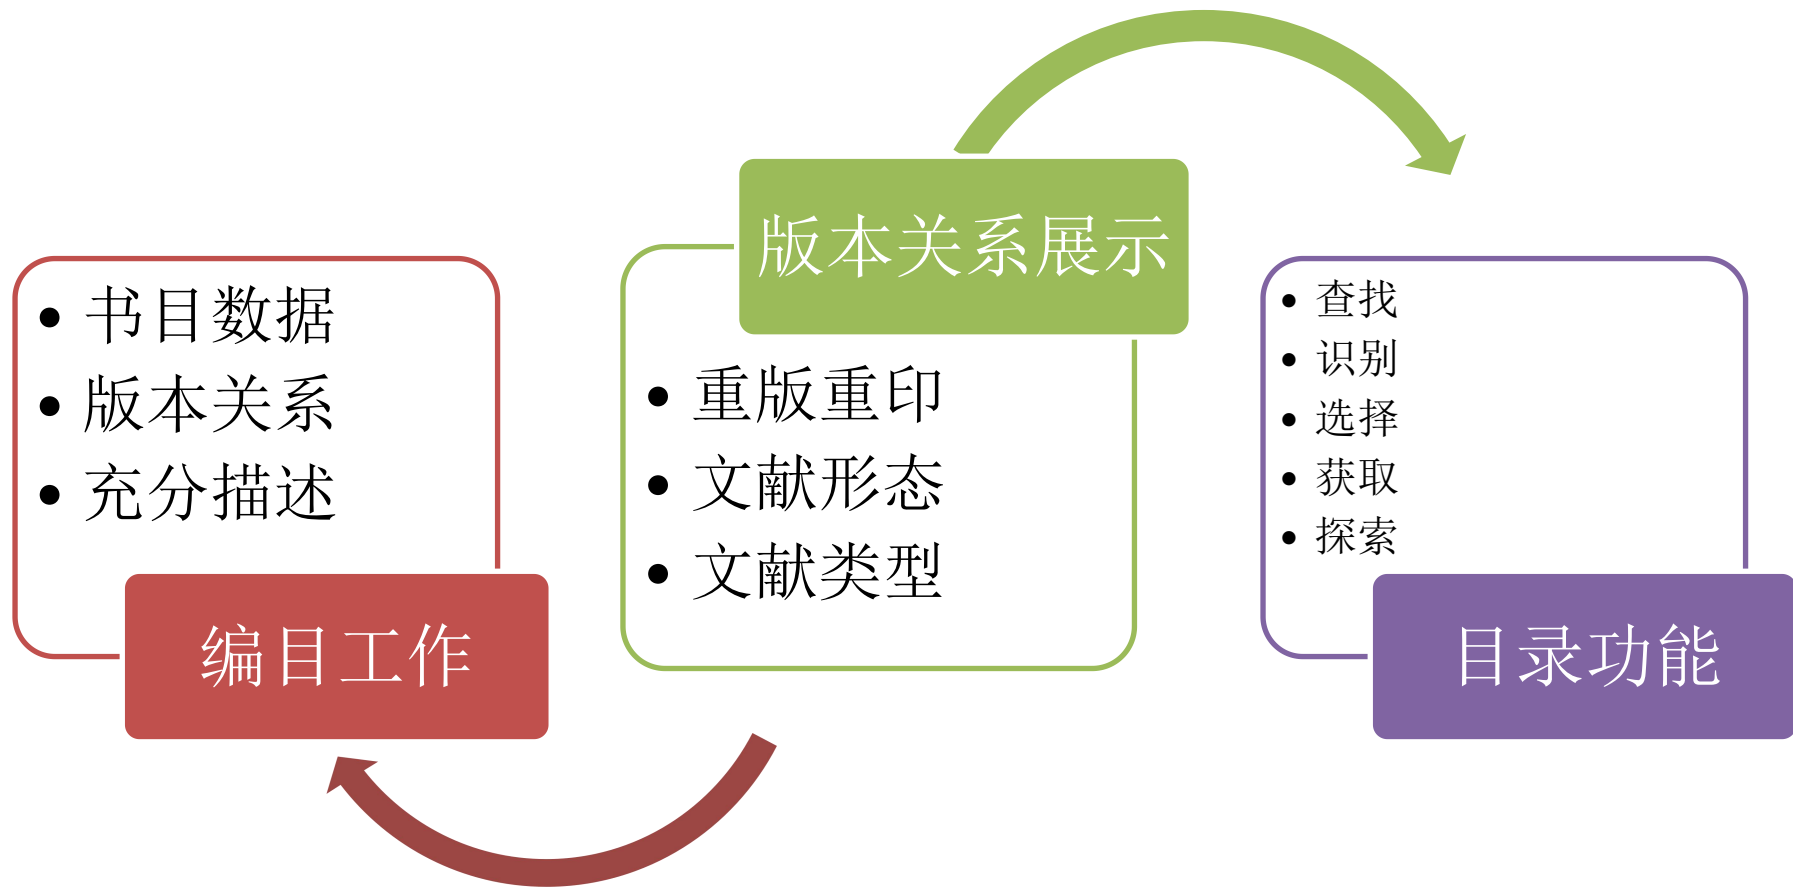 • 书目数据
• 版本关系
• 充分描述
编目工作
版本关系展示
• 重版重印
• 文献形态
• 文献类型
• 查找
• 识别
• 选择
• 获取
• 探索
目录功能